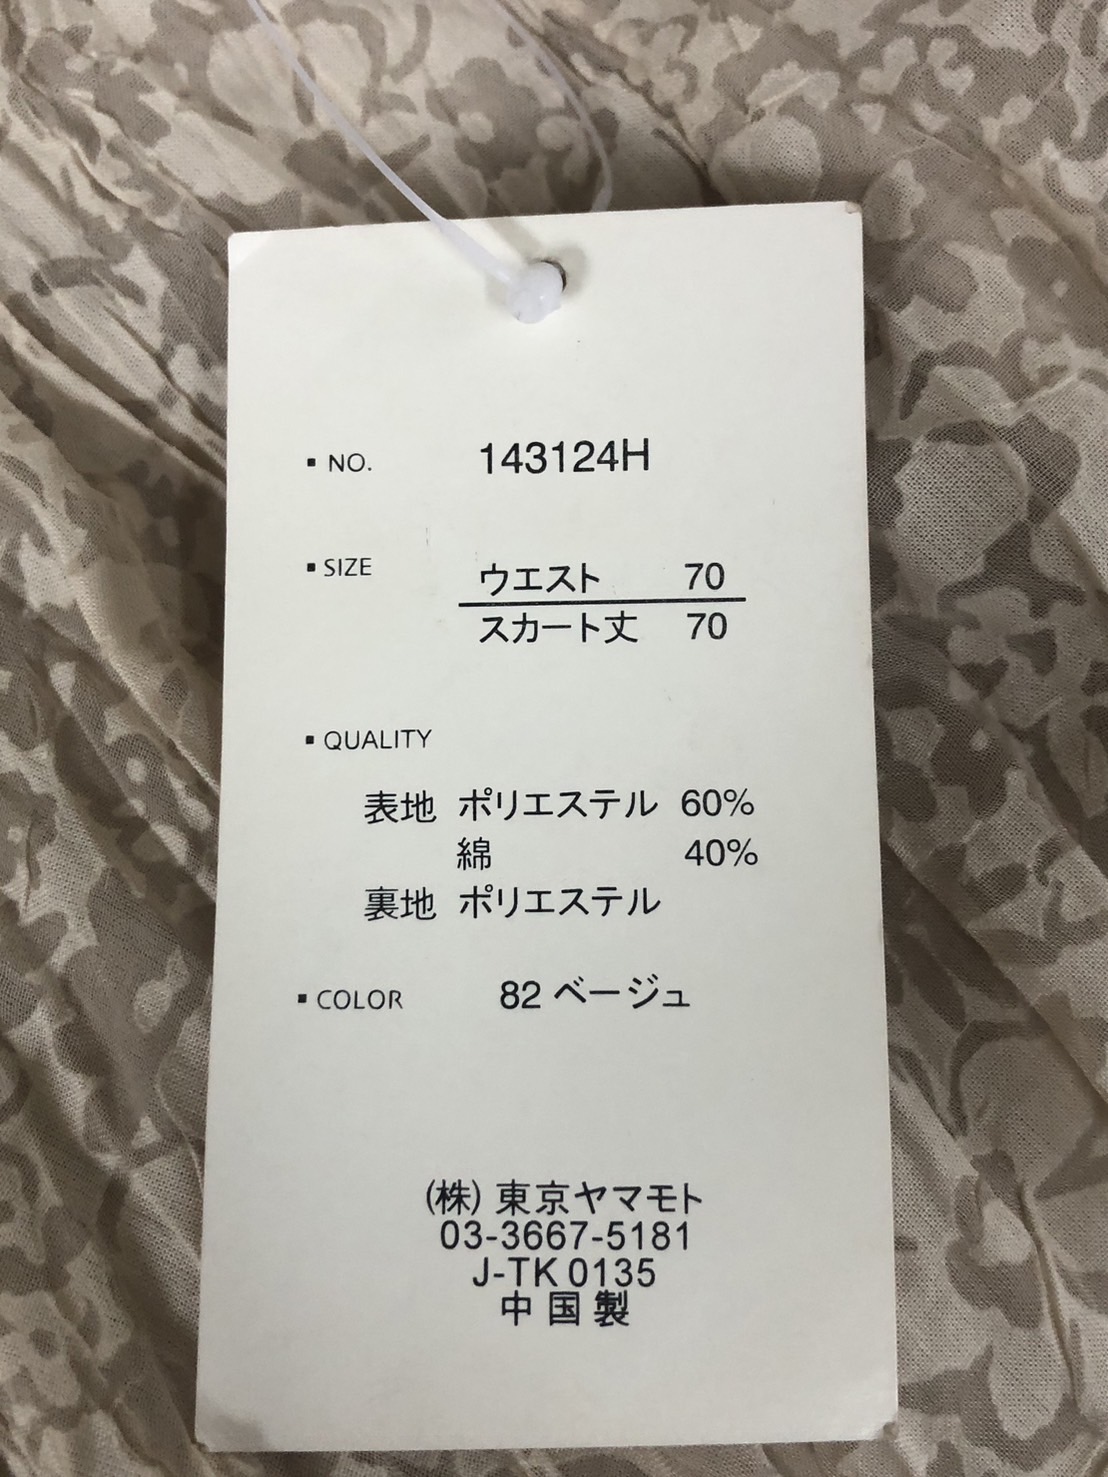 ▪ NO. 143124H
▪ SIZE ウエスト 70
スカート丈 70
▪ QUALITY
表地 ポリエステル 60%
綿 40%
裏地 ポリエステル
▪ COLOR 82 ベージュ
(株) 東京ヤマモト
03-3667-5181
J-TK 0135
中国製